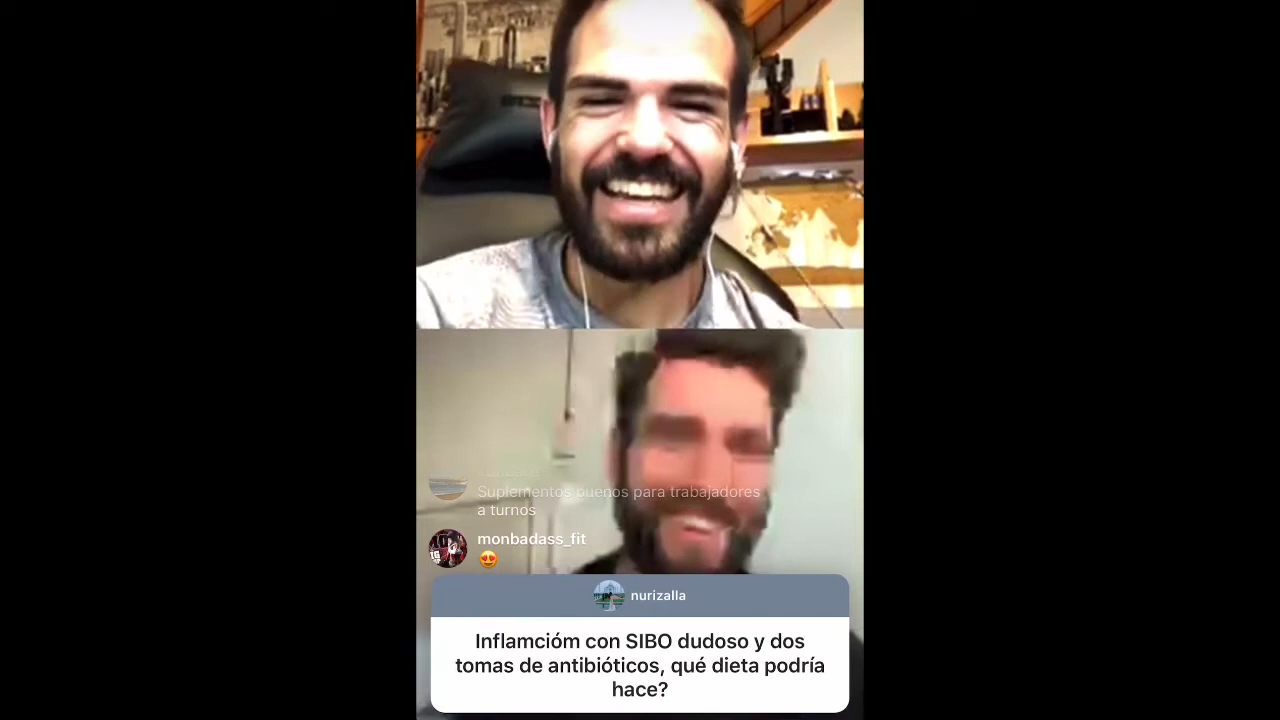 Suplementos buenos para trabajadores
a turnos
monbadass_fit
nurizalla
Inflamcióm con SIBO dudoso y dos
tomas de antibióticos, qué dieta podría
hace?